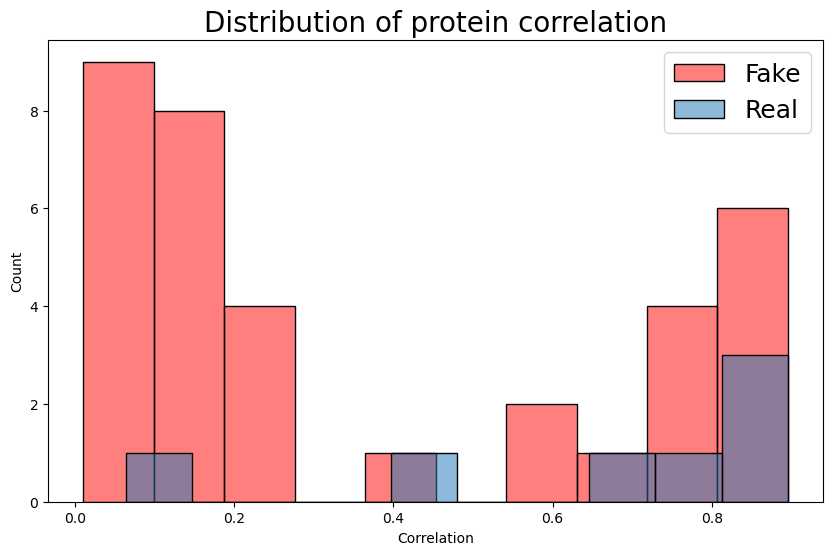 Distribution of protein correlation
Fake
Real
8
6
4
2
0
Count
0.0 0.2 0.4 0.6 0.8
Correlation